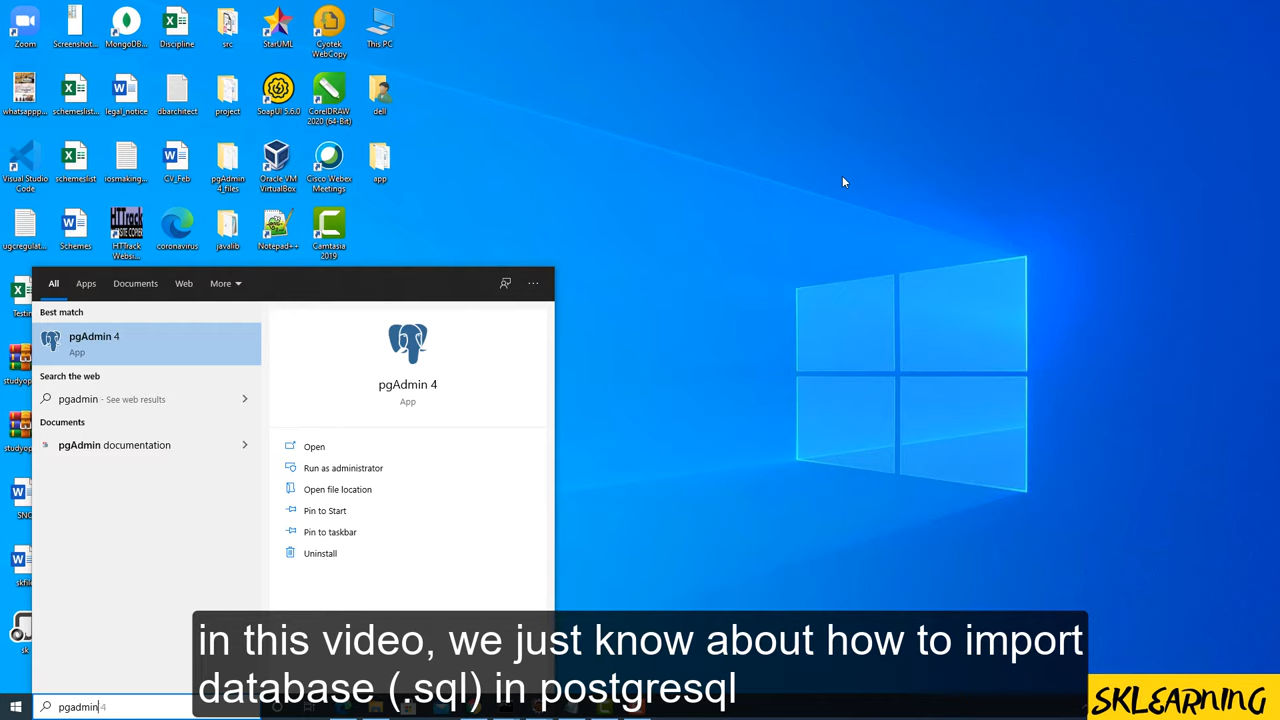 Zoom
Screenshot...
MongoDB...
Discipline
src
StarUML
Cyotek
WebCopy
This PC
whatsappp...
schemeslist...
legal_notice
dbarchitect
project
SoapUI 5.6.0
CorelDRAW
2020 (64-Bit)
dell
Visual Studio
Code
schemeslist
iosmaking...
CV_Feb
pgAdmin
4_files
Oracle VM
VirtualBox
Cisco Webex
Meetings
app
ugcregulat...
Schemes
HTTrack
Websi...
coronavirus
javalib
Notepad++
Camtasia
2019
All
Apps
Documents
Web
More
Best match
pgAdmin 4
App
Search the web
pgadmin - See web results
Documents
pgAdmin documentation
pgAdmin 4
App
Open
Run as administrator
Open file location
Pin to Start
Pin to taskbar
Uninstall
in this video, we just know about how to import
database (.sql) in postgresql
pgadmin 4
SKLEARNING